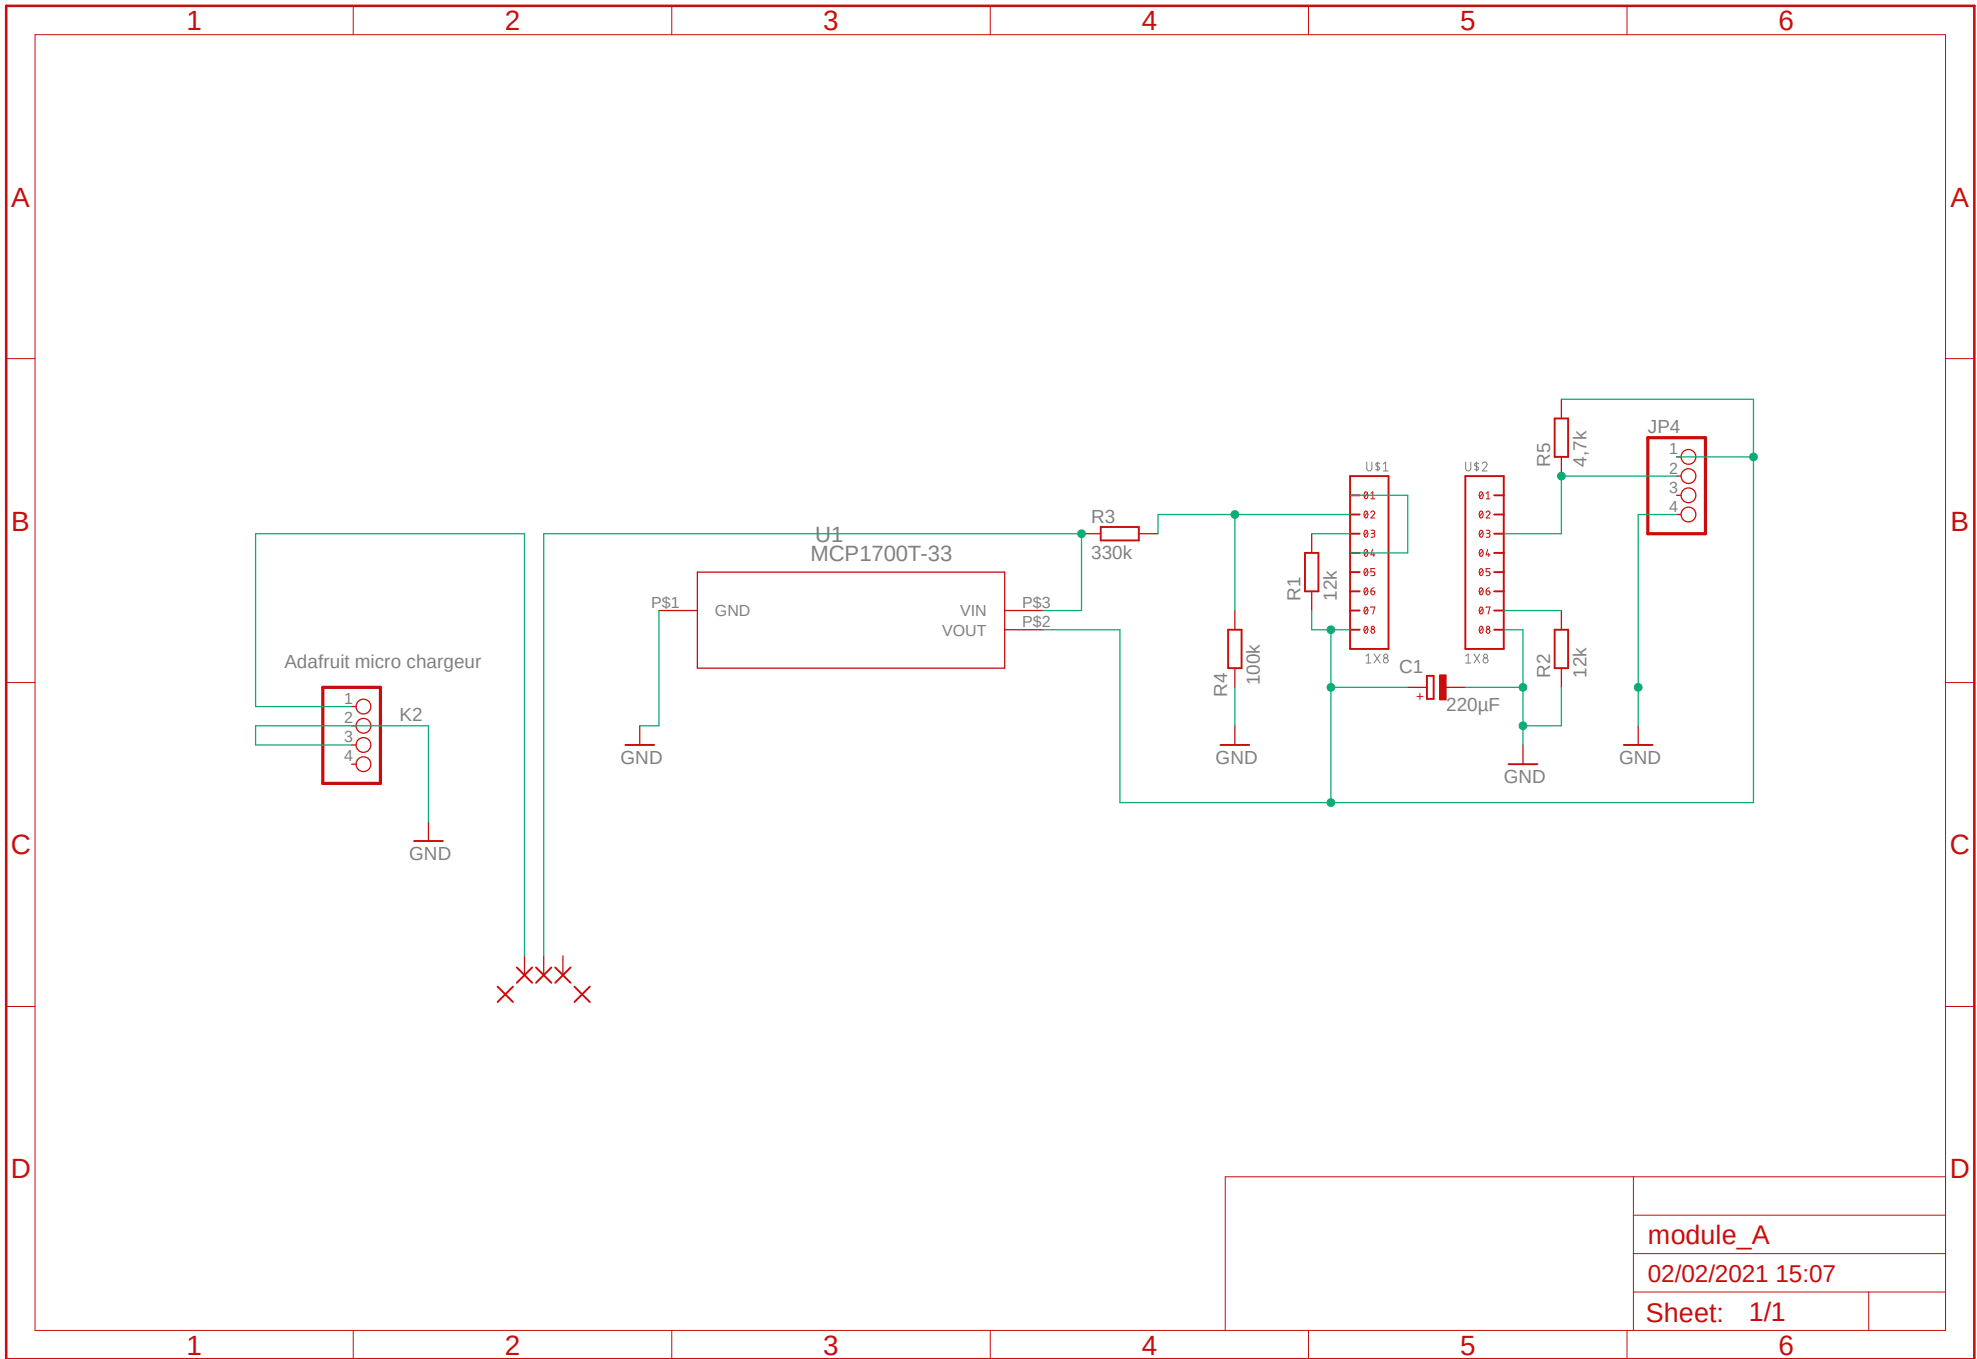 1 2 3 4 5 6
A A
JP4
R5
4,7k
1
2
3
4
U$1
01
02
03
04
05
06
07
08
1X8
U$2
01
02
03
04
05
06
07
08
1X8
B B
R3
330k
U1
MCP1700T-33
P$1
GND
VIN
VOUT
P$3
P$2
R1
12k
R4
100k
R2
12k
C1
+
220µF
Adafruit micro chargeur
1
2
3
4
K2
GND
GND
GND
GND
GND
C C
D D
module_A
02/02/2021 15:07
Sheet: 1/1
1 2 3 4 5 6